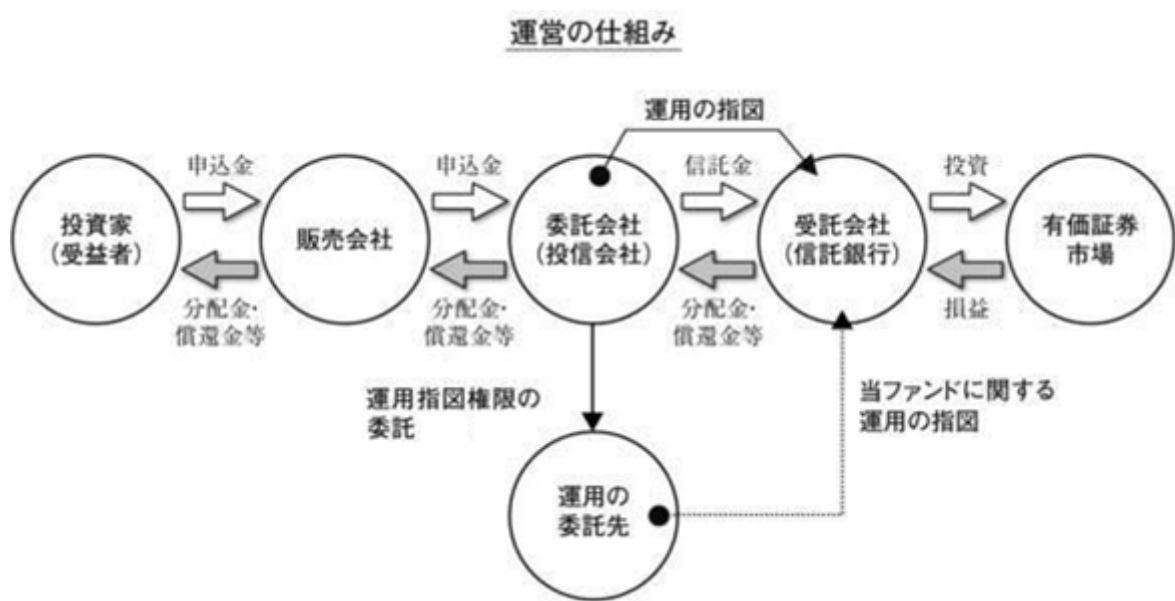 運営の仕組み
運用の指図
申込金
申込金
信託金
投資
投資家
(受益者)
販売会社
委託会社
(投信会社)
受託会社
(信託銀行)
有価証券
市場
分配金・
償還金等
分配金・
償還金等
分配金・
償還金等
損益
運用指図権限の
委託
当ファンドに関する
運用の指図
運用の
委託先